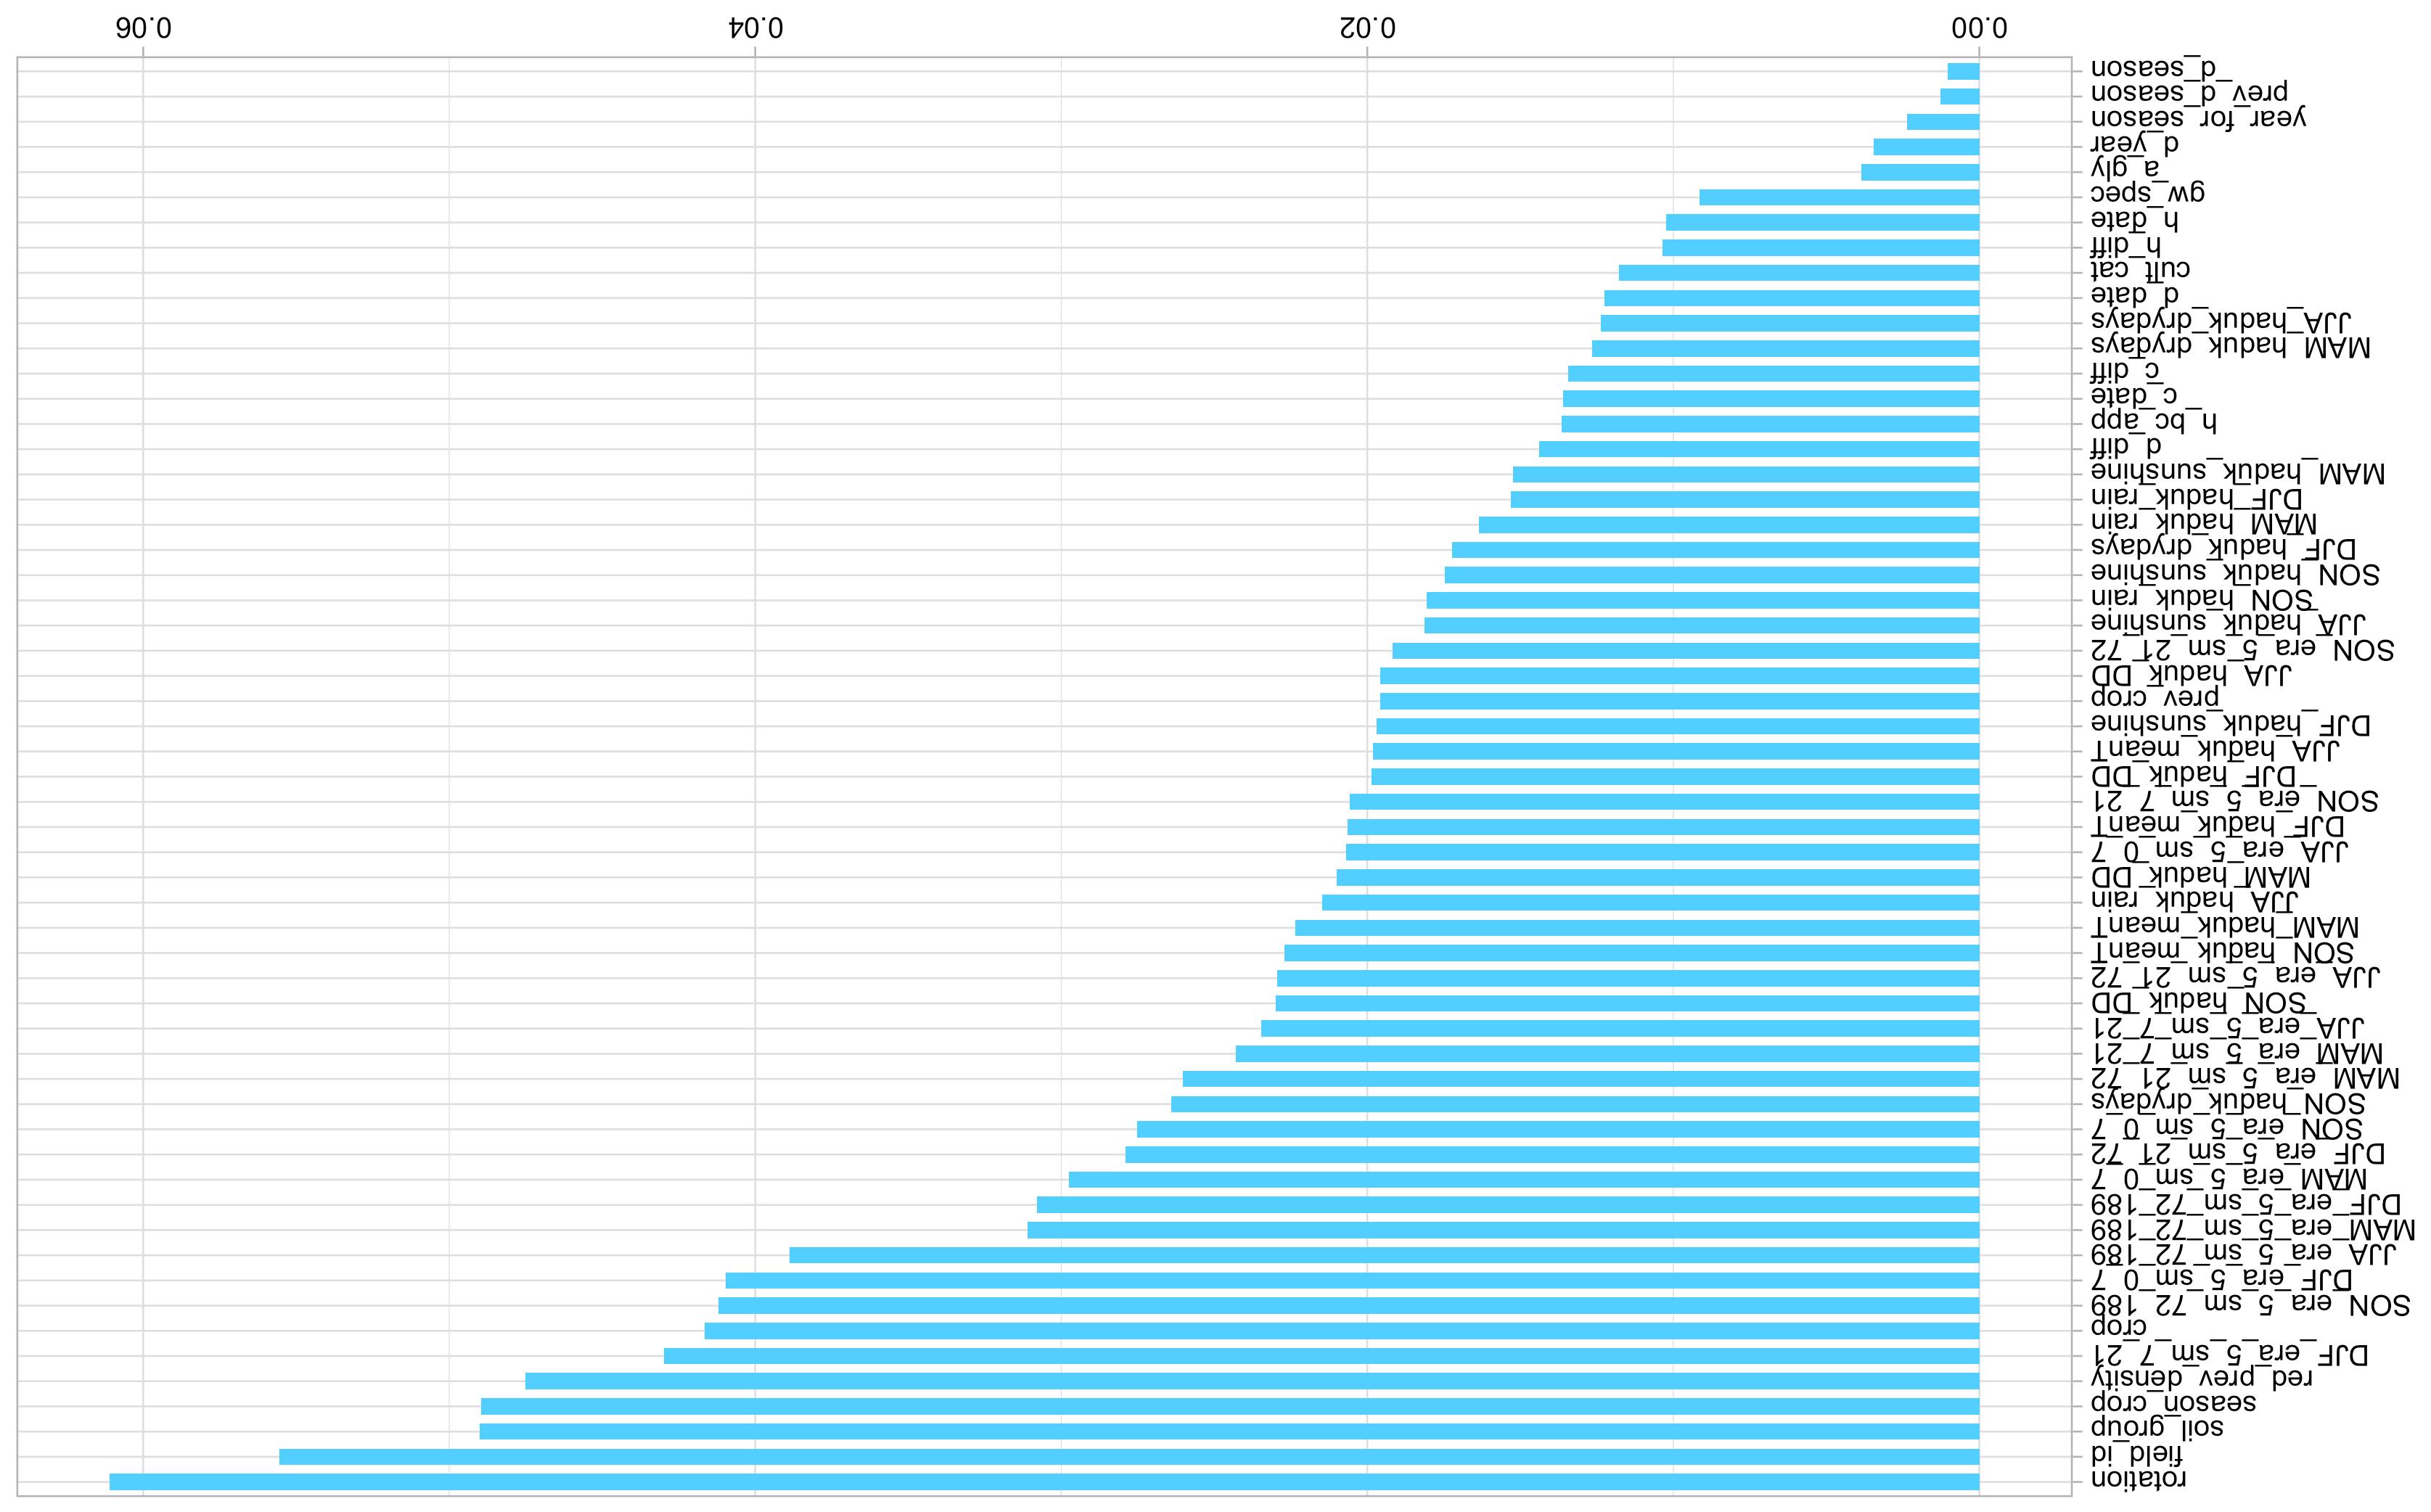 rotation
field_id
soil_group
season_crop
red_prev_density
DJF_era_5_sm_7_21
crop
SON_era_5_sm_72_189
DJF_era_5_sm_0_7
JJA_era_5_sm_72_189
MAM_era_5_sm_72_189
DJF_era_5_sm_72_189
MAM_era_5_sm_0_7
DJF_era_5_sm_21_72
SON_era_5_sm_0_7
SON_haduk_drydays
MAM_era_5_sm_21_72
MAM_era_5_sm_7_21
JJA_era_5_sm_7_21
SON_haduk_DD
JJA_era_5_sm_21_72
SON_haduk_meanT
MAM_haduk_meanT
JJA_haduk_rain
MAM_haduk_DD
JJA_era_5_sm_0_7
DJF_haduk_meanT
SON_era_5_sm_7_21
DJF_haduk_DD
JJA_haduk_meanT
DJF_haduk_sunshine
prev_crop
JJA_haduk_DD
SON_era_5_sm_21_72
JJA_haduk_sunshine
SON_haduk_rain
SON_haduk_sunshine
DJF_haduk_drydays
MAM_haduk_rain
DJF_haduk_rain
MAM_haduk_sunshine
d_diff
h_bc_app
c_date
c_diff
MAM_haduk_drydays
JJA_haduk_drydays
d_date
cult_cat
h_diff
h_date
gw_spec
a_gly
d_year
year_for_season
prev_d_season
d_season
0.00
0.02
0.04
0.06